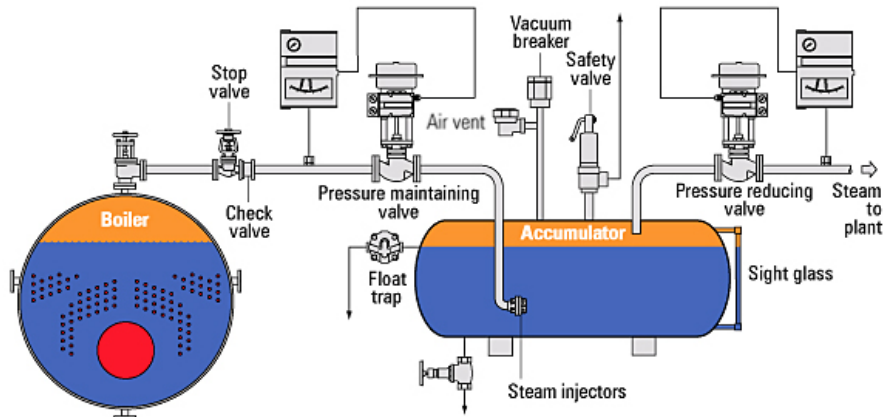 Vacuum
breaker
Safety
valve
Stop
valve
Air vent
Pressure maintaining
valve
Pressure reducing
valve
Steam
to
plant
Check
valve
Boiler
Accumulator
Float
trap
Sight glass
Steam injectors